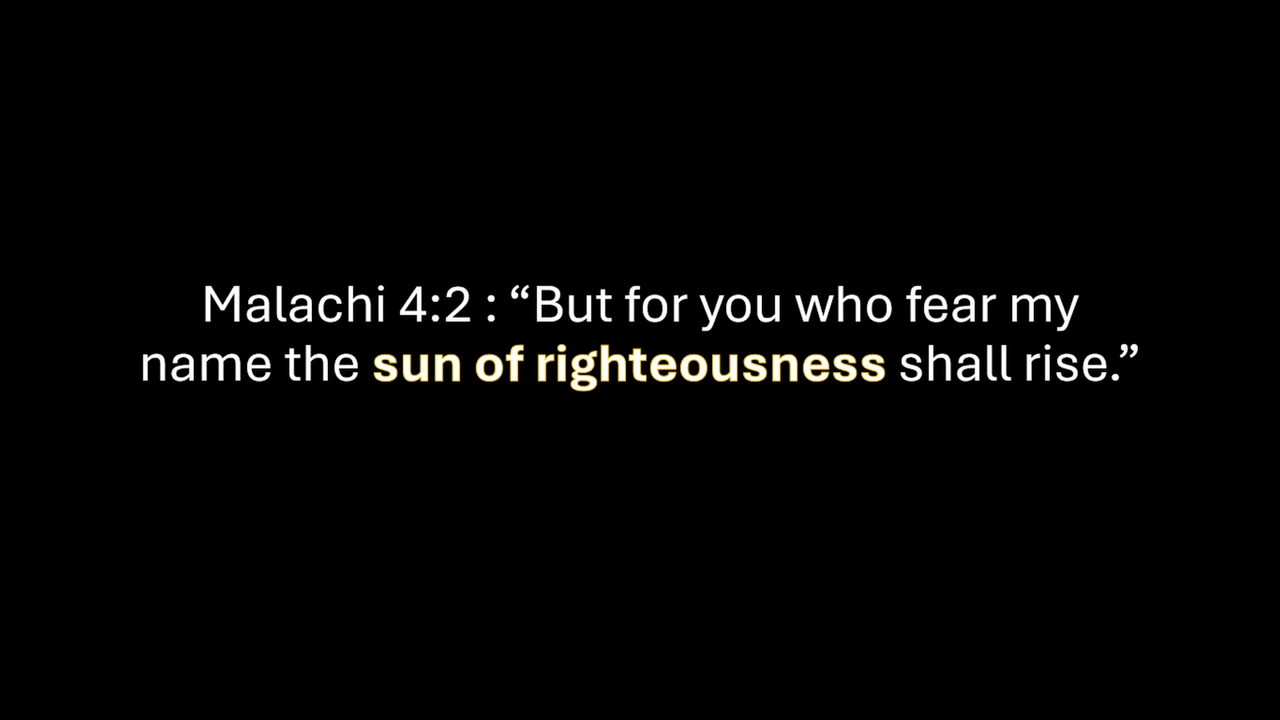 Malachi 4:2 : “But for you who fear my
name the sun of righteousness shall rise.”